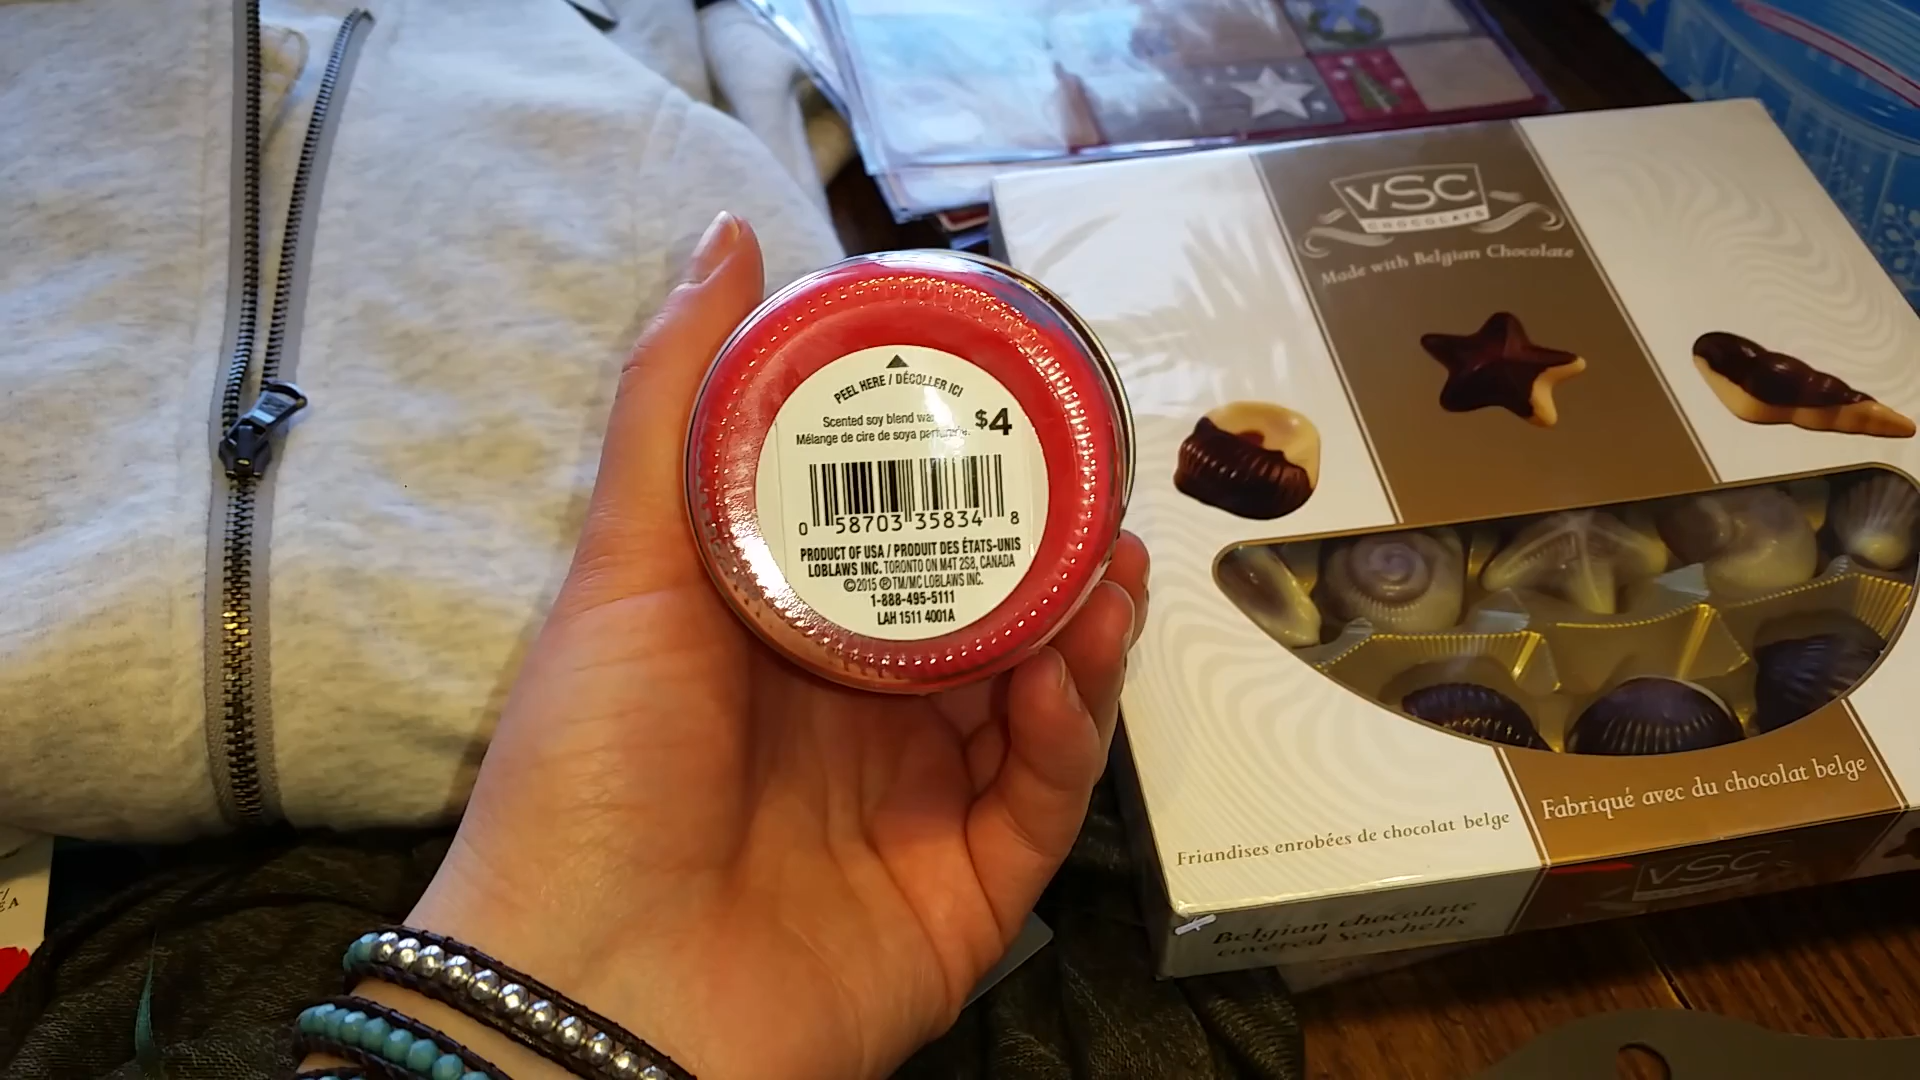 PEEL HERE / DÉCOLLER ICI
Scented soy blend
Mélange de cire de soya parfumée.
$4
0 58703 35834 8
PRODUCT OF USA / PRODUIT DES ÉTATS-UNIS
LOBLAWS INC. TORONTO ON M4T 2S8, CANADA
©2015 ®TM/MC LOBLAWS INC.
1-888-495-5111
LAH 1511 4001A
VSC
CHOCOLATS
Made with Belgian Chocolate
Fabriqué avec du chocolat belge
Friandises enrobées de chocolat belge
VSC
Belgian chocolate
covered Seashells